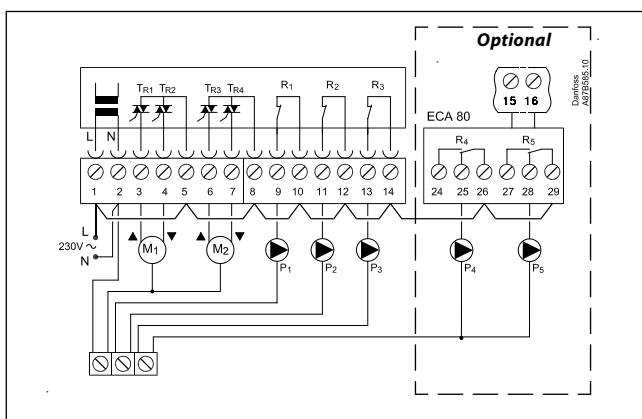 Optional
Danfoss
A87B585.10
TR1 TR2 TR3 TR4 R1 R2 R3
15 16
L N
ECA 80
R4 R5
1 2 3 4 5 6 7 8 9 10 11 12 13 14
24 25 26 27 28 29
L
230V ~
N
M1 M2
P1 P2 P3 P4 P5